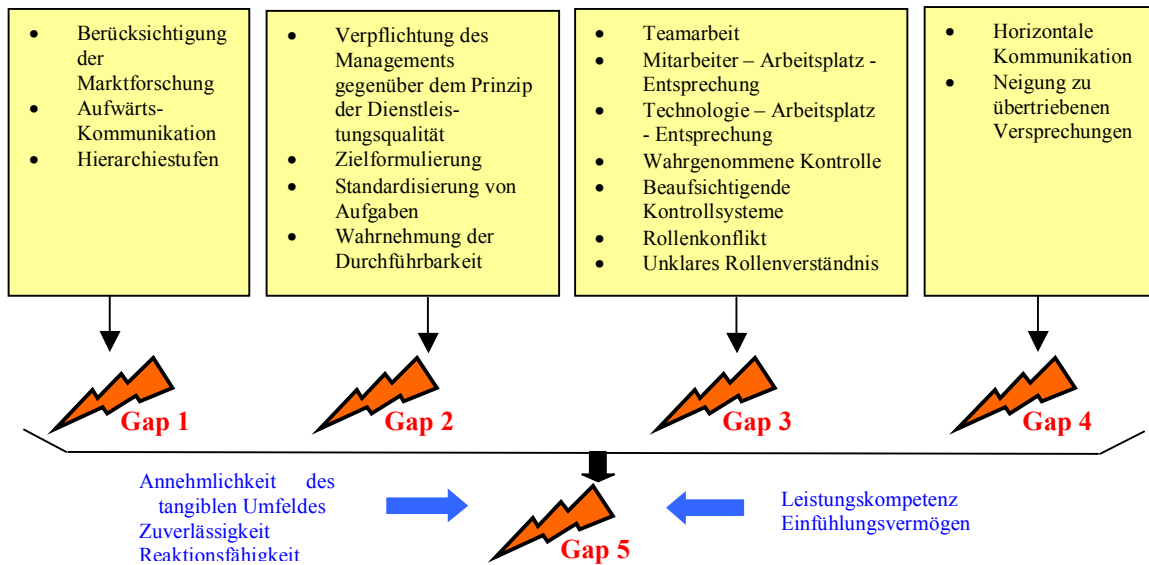 • Berücksichtigung
der
Marktforschung
• Aufwärts-
Kommunikation
• Hierarchiestufen
• Verpflichtung des
Managements
gegenüber dem Prinzip
der Dienstleis-
tungsqualität
• Zielformulierung
• Standardisierung von
Aufgaben
• Wahrnehmung der
Durchführbarkeit
• Teamarbeit
• Mitarbeiter – Arbeitsplatz -
Entsprechung
• Technologie – Arbeitsplatz
- Entsprechung
• Wahrgenommene Kontrolle
• Beaufsichtigende
Kontrollsysteme
• Rollenkonflikt
• Unklares Rollenverständnis
• Horizontale
Kommunikation
• Neigung zu
übertriebenen
Versprechungen
Gap 1
Gap 2
Gap 3
Gap 4
Annehmlichkeit des
tangiblen Umfeldes
Zuverlässigkeit
Reaktionsfähigkeit
Gap 5
Leistungskompetenz
Einfühlungsvermögen